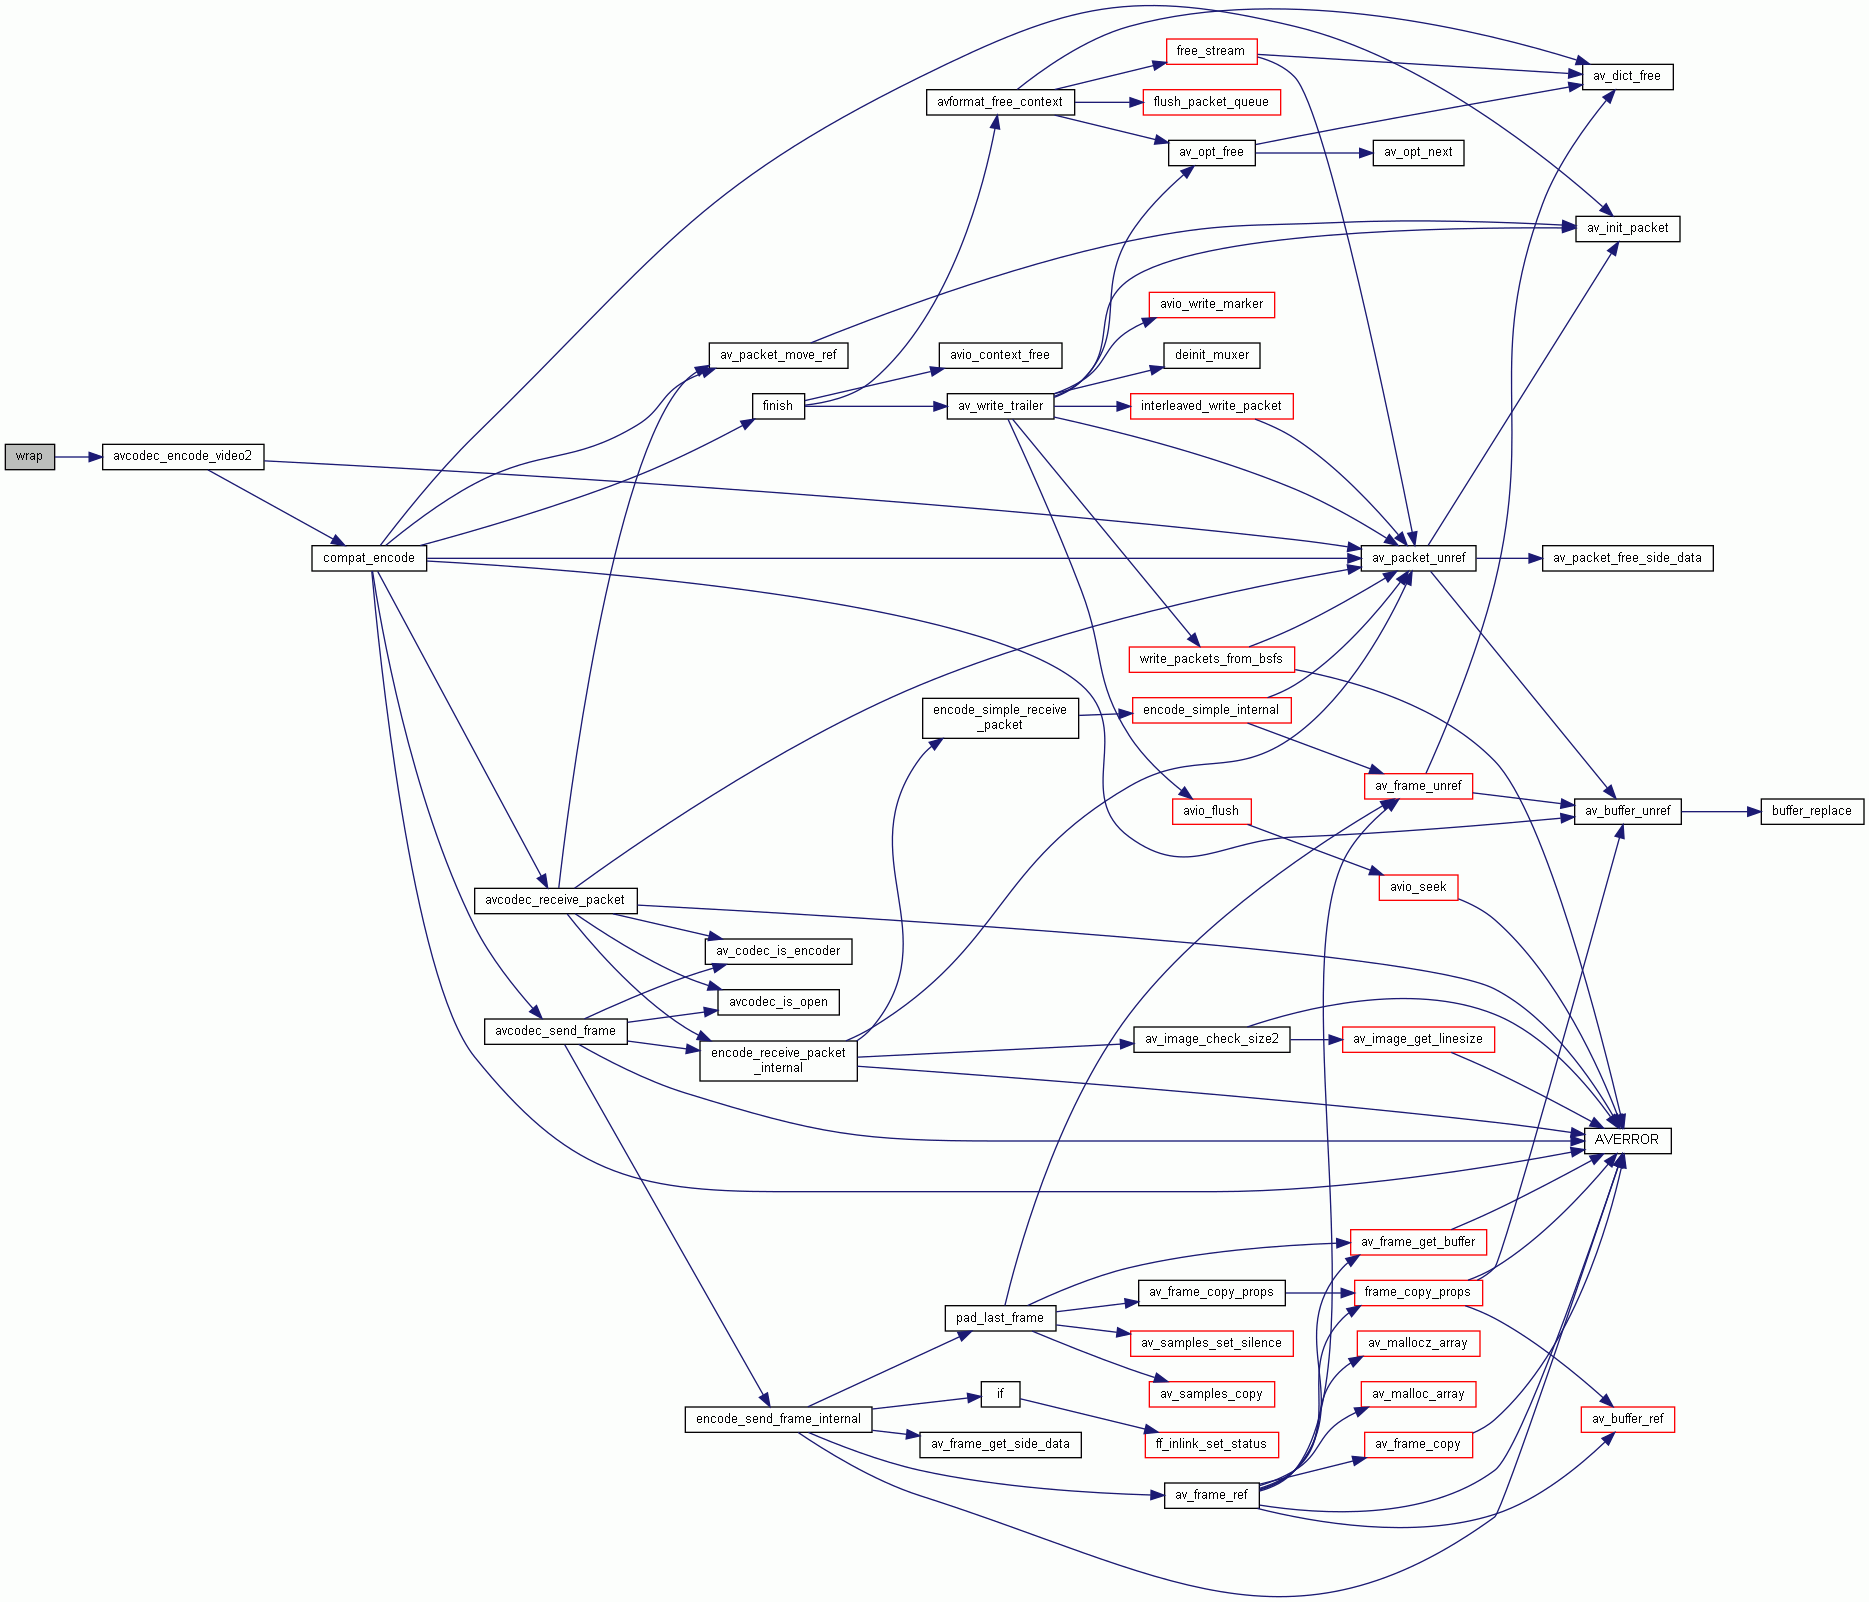 free_stream
av_dict_free
avformat_free_context
flush_packet_queue
av_opt_free
av_opt_next
av_init_packet
avio_write_marker
av_packet_move_ref
avio_context_free
deinit_muxer
finish
av_write_trailer
interleaved_write_packet
wrap
avcodec_encode_video2
compat_encode
av_packet_unref
av_packet_free_side_data
write_packets_from_bsfs
encode_simple_receive
_packet
encode_simple_internal
av_frame_unref
avio_flush
av_buffer_unref
buffer_replace
avio_seek
avcodec_receive_packet
av_codec_is_encoder
avcodec_is_open
avcodec_send_frame
encode_receive_packet
_internal
av_image_check_size2
av_image_get_linesize
AVERROR
av_frame_get_buffer
av_frame_copy_props
frame_copy_props
pad_last_frame
av_samples_set_silence
av_mallocz_array
if
av_samples_copy
av_malloc_array
encode_send_frame_internal
av_buffer_ref
av_frame_get_side_data
ff_inlink_set_status
av_frame_copy
av_frame_ref